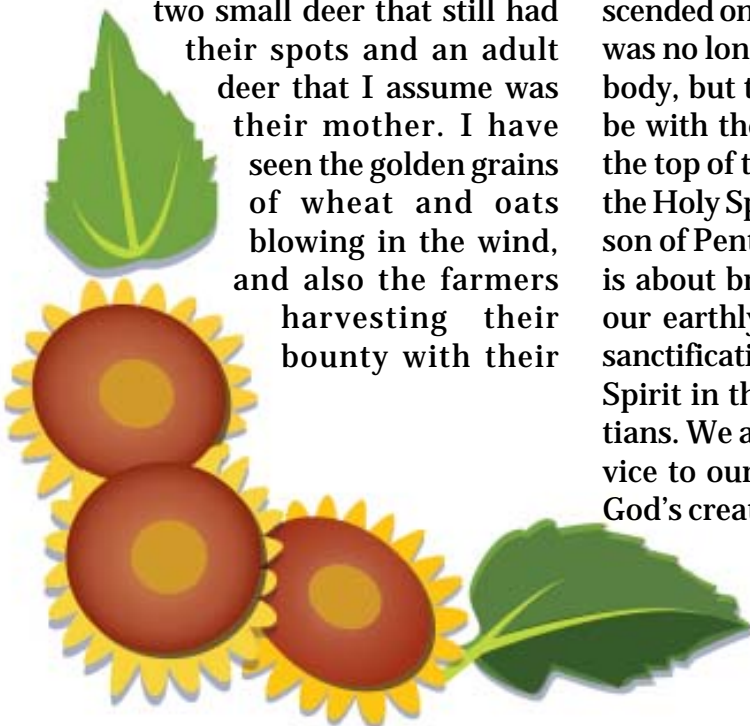 two small deer that still had
their spots and an adult
deer that I assume was
their mother. I have
seen the golden grains
of wheat and oats
blowing in the wind,
and also the farmers
harvesting their
bounty with their
scended on
was no lon
body, but t
be with the
the top of t
the Holy Sp
son of Pent
is about br
our earthly
sanctificati
Spirit in th
tians. We a
vice to our
God’s creat